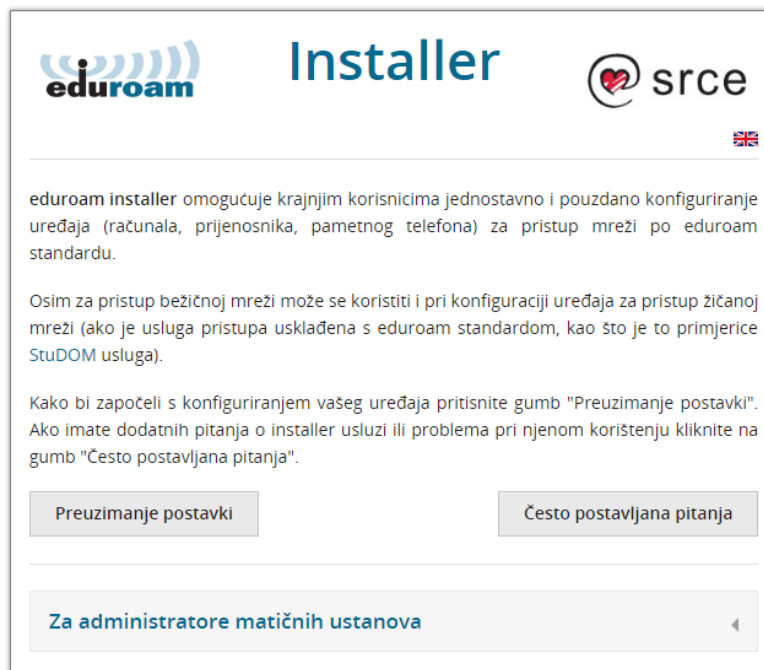 eduroam
Installer
srce
eduroam installer omogućuje krajnjim korisnicima jednostavno i pouzdano konfiguriranje
uređaja (računala, prijenosnika, pametnog telefona) za pristup mreži po eduroam
standardu.
Osim za pristup bežičnoj mreži može se koristiti i pri konfiguraciji uređaja za pristup žičanoj
mreži (ako je usluga pristupa usklađena s eduroam standardom, kao što je to primjerice
StuDOM usluga).
Kako bi započeli s konfiguriranjem vašeg uređaja pritisnite gumb "Preuzimanje postavki".
Ako imate dodatnih pitanja o installer usluzi ili problema pri njenom korištenju kliknite na
gumb "Često postavljana pitanja".
Preuzimanje postavki
Često postavljana pitanja
Za administratore matičnih ustanova